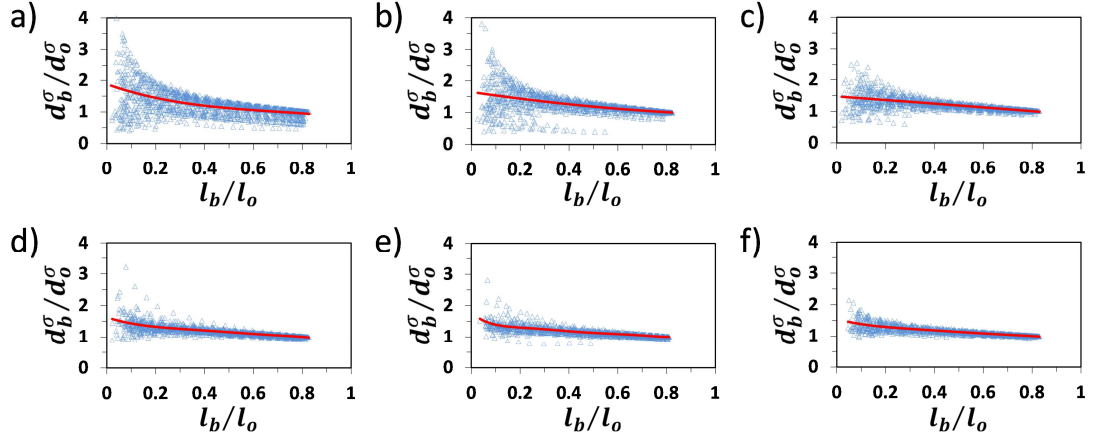 a) b) c)
4 4 4
3 3 3
2 2 2
1 1 1
0 0 0
0 0.2 0.4 0.6 0.8 1 0 0.2 0.4 0.6 0.8 1 0 0.2 0.4 0.6 0.8 1
d_b^σ/d_o^σ d_b^σ/d_o^σ d_b^σ/d_o^σ
l_b/l_o l_b/l_o l_b/l_o
d) e) f)
4 4 4
3 3 3
2 2 2
1 1 1
0 0 0
0 0.2 0.4 0.6 0.8 1 0 0.2 0.4 0.6 0.8 1 0 0.2 0.4 0.6 0.8 1
d_b^σ/d_o^σ d_b^σ/d_o^σ d_b^σ/d_o^σ
l_b/l_o l_b/l_o l_b/l_o